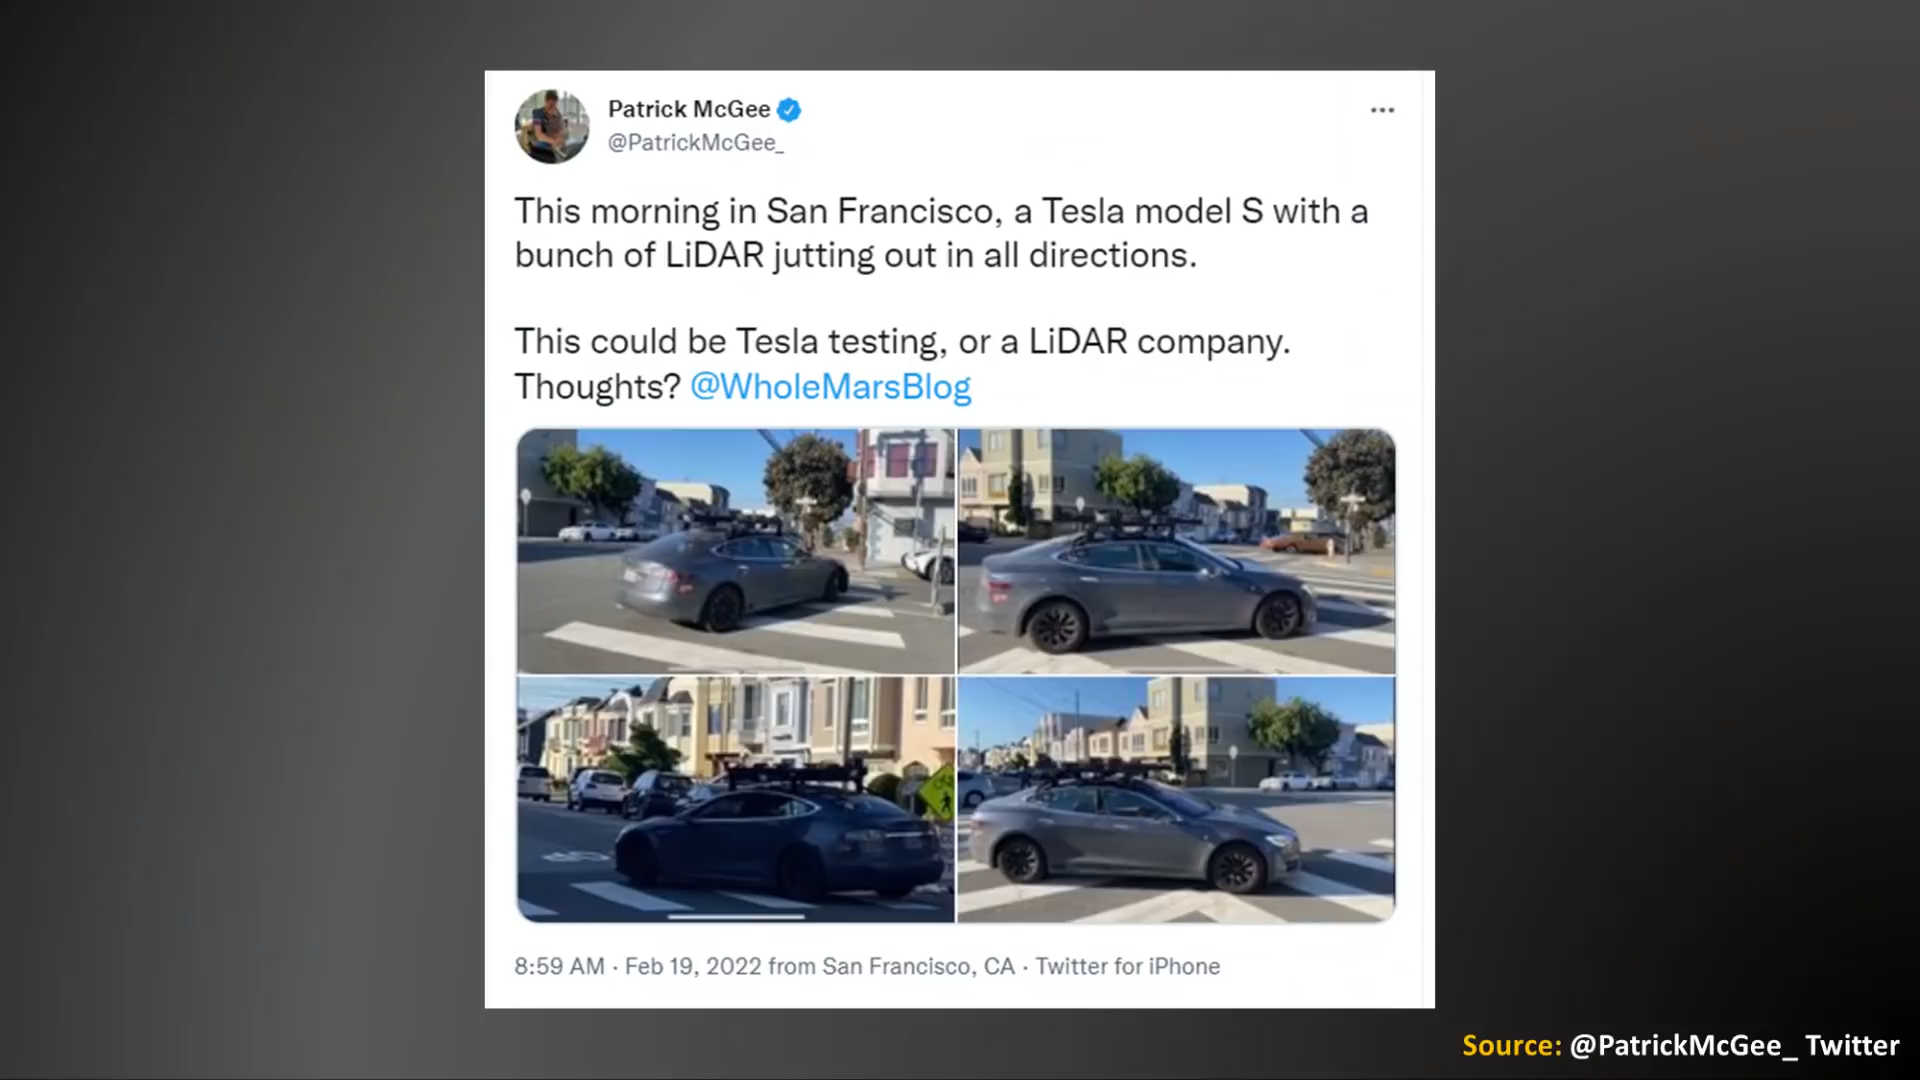 Patrick McGee
@PatrickMcGee_
This morning in San Francisco, a Tesla model S with a
bunch of LiDAR jutting out in all directions.
This could be Tesla testing, or a LiDAR company.
Thoughts? @WholeMarsBlog
8:59 AM · Feb 19, 2022 from San Francisco, CA · Twitter for iPhone
Source: @PatrickMcGee_ Twitter